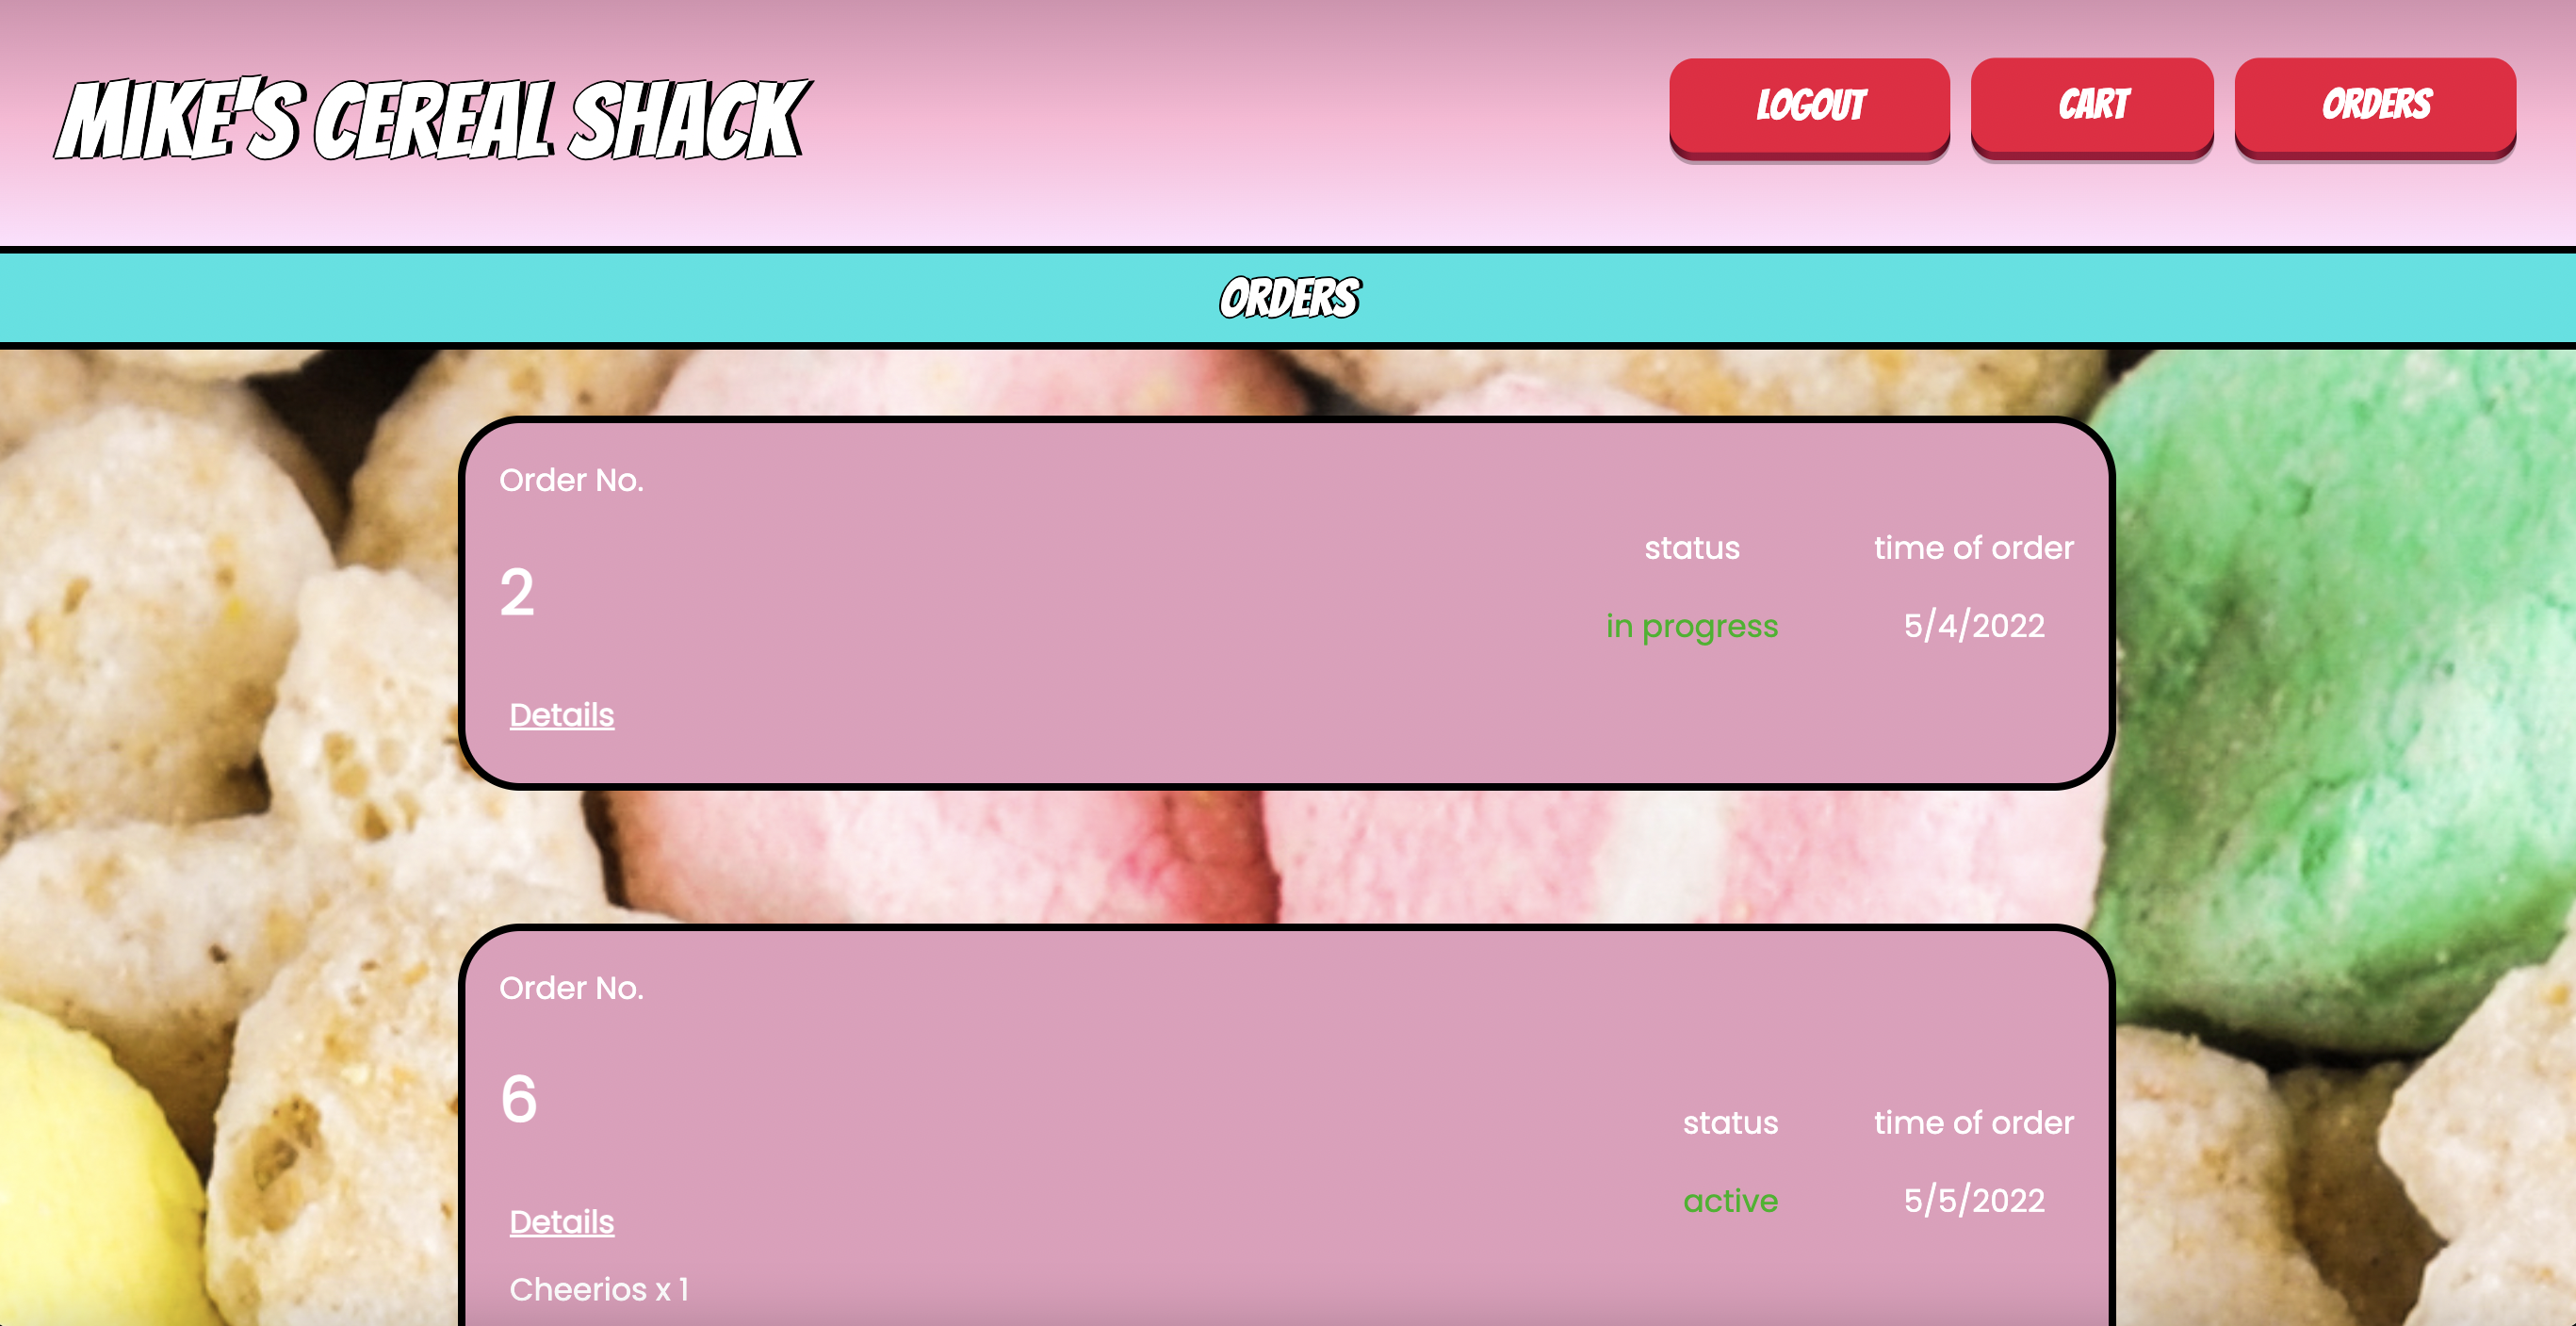 MIKE'S CEREAL SHACK
LOGOUT
CART
ORDERS
ORDERS
Order No.
2
status
time of order
in progress
5/4/2022
Details
Order No.
6
status
time of order
active
5/5/2022
Details
Cheerios x 1